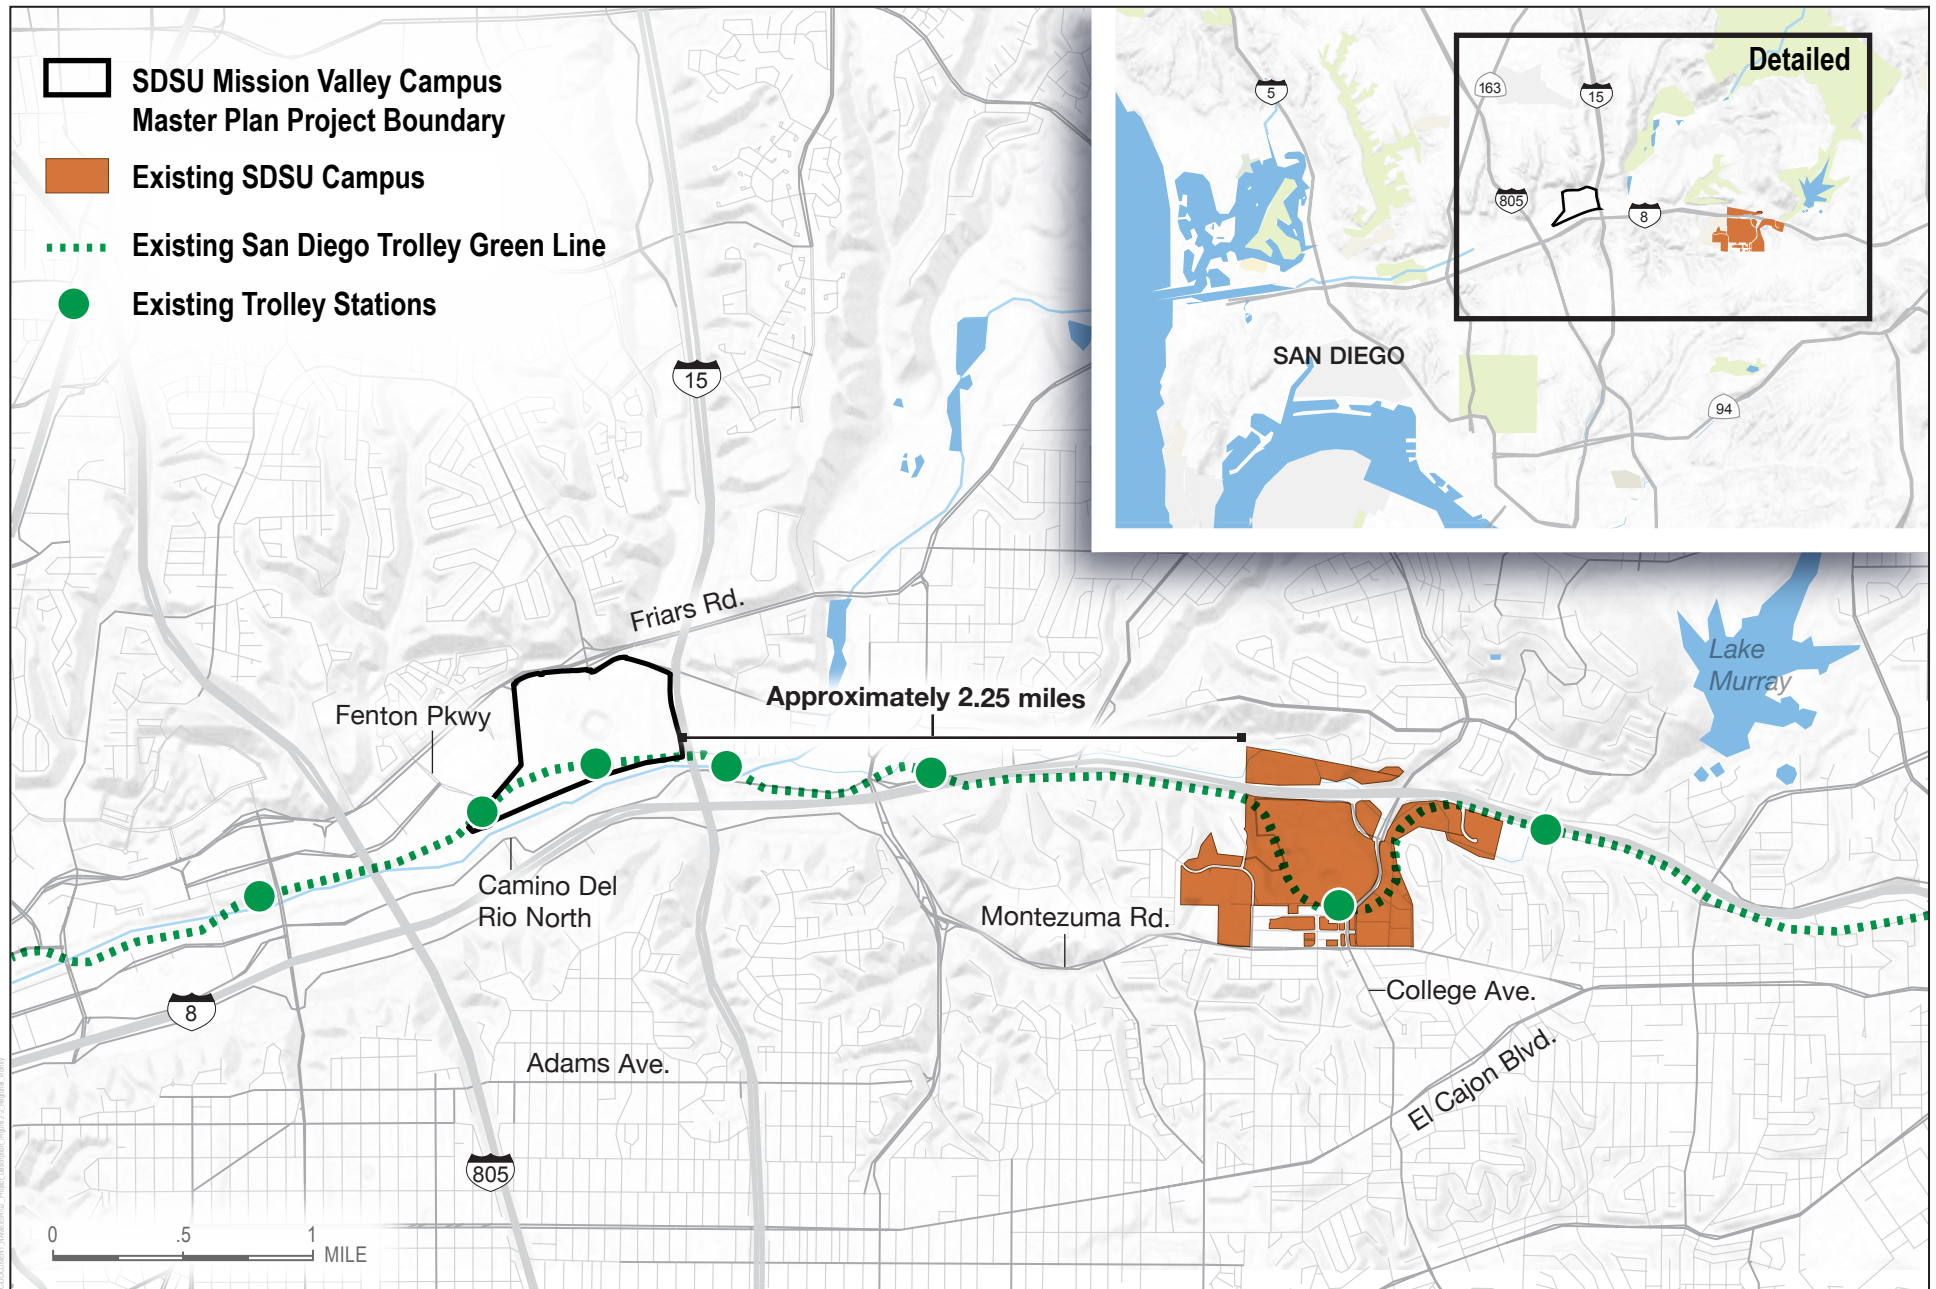 SDSU Mission Valley Campus
Master Plan Project Boundary
Existing SDSU Campus
Existing San Diego Trolley Green Line
Existing Trolley Stations
Detailed
5
163
15
805
8
SAN DIEGO
94
15
Friars Rd.
Fenton Pkwy
Approximately 2.25 miles
Lake
Murray
Camino Del
Rio North
Montezuma Rd.
College Ave.
8
Adams Ave.
El Cajon Blvd.
805
0 .5 1
MILE